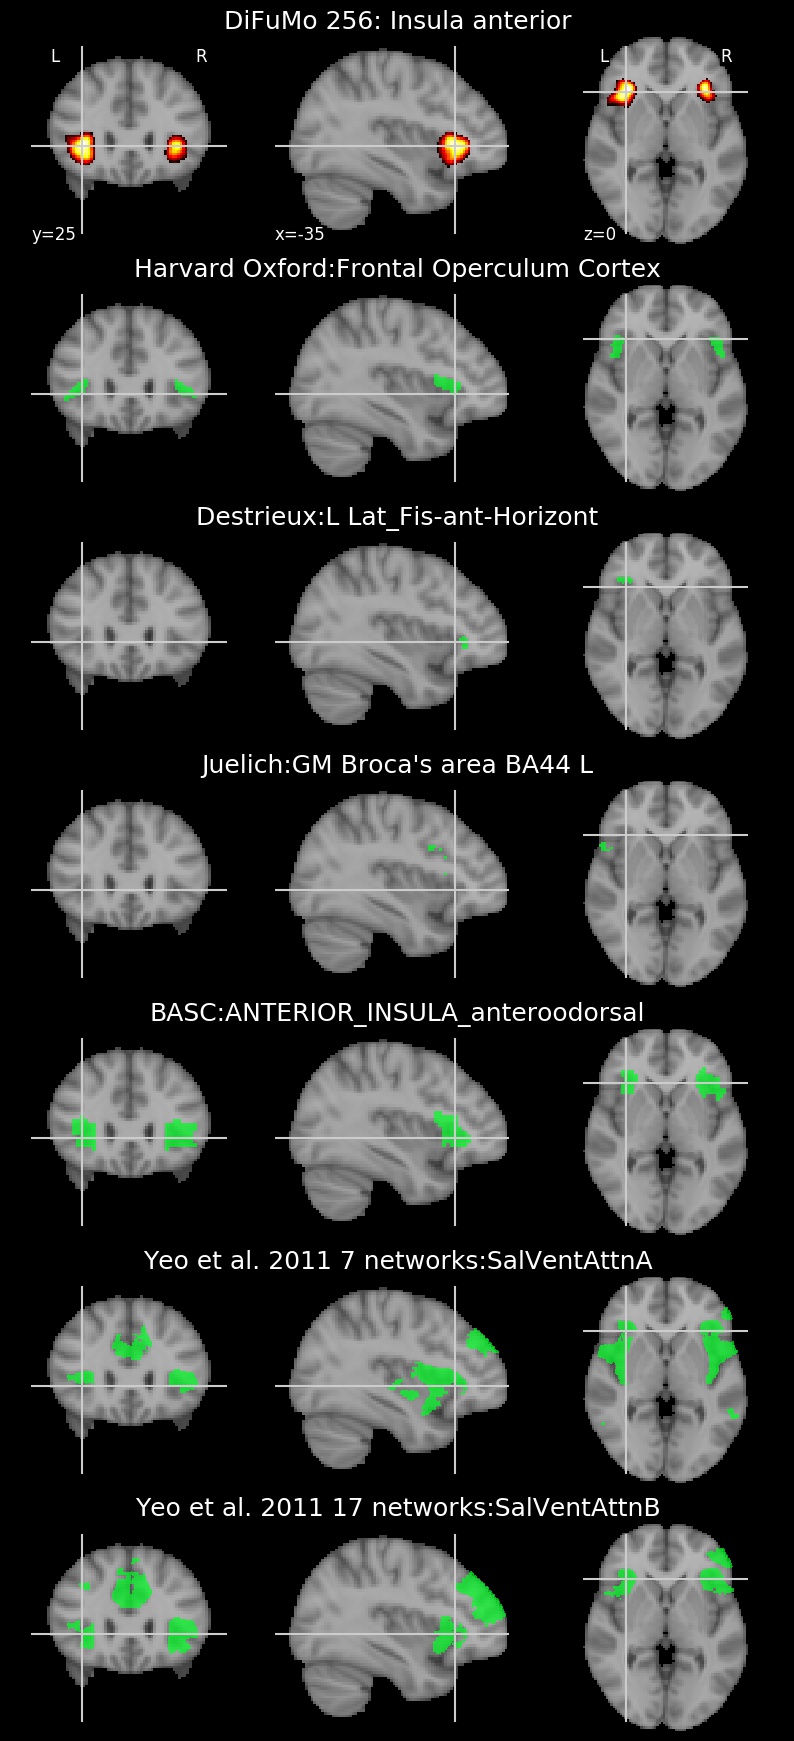 DiFuMo 256: Insula anterior
L R L R
y=25 x=-35 z=0
Harvard Oxford:Frontal Operculum Cortex
Destrieux:L Lat_Fis-ant-Horizont
Juelich:GM Broca's area BA44 L
BASC:ANTERIOR_INSULA_anteroodorsal
Yeo et al. 2011 7 networks:SalVentAttnA
Yeo et al. 2011 17 networks:SalVentAttnB